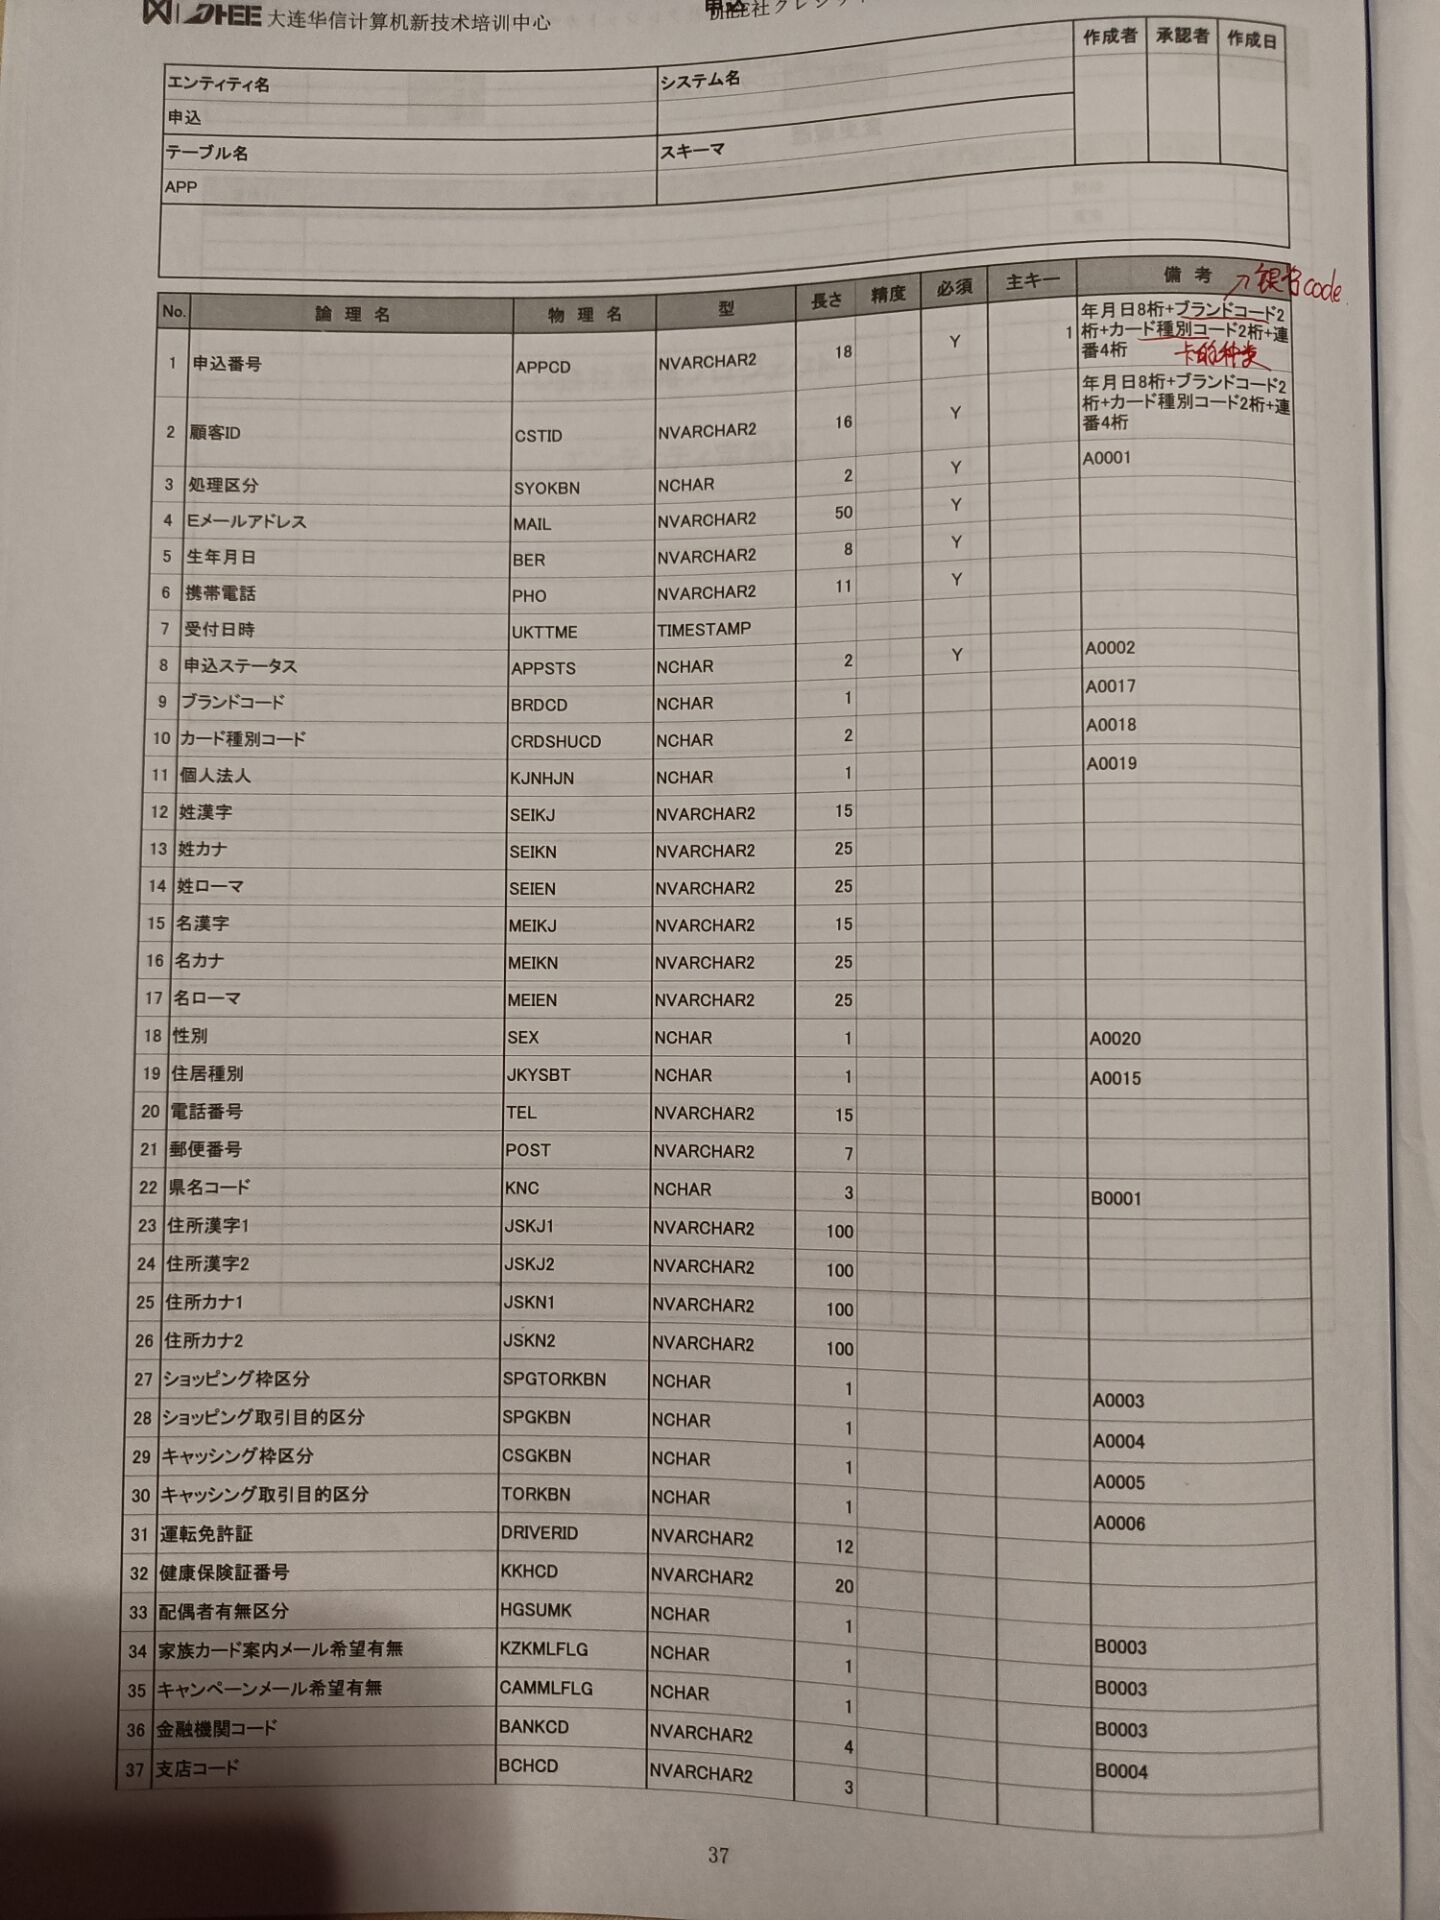 DHEE 大连华信计算机新技术培训中心
申込
DHEE社クレジット
作成者 承認者 作成日
エンティティ名 システム名
申込
テーブル名 スキーマ
APP
No. 論理名 物理名 型 長さ 精度 必須 主キー 備考
code.
1 申込番号 APPCD NVARCHAR2 18 Y 1 年月日8桁+ブランドコード2桁+カード種別コード2桁+連番4桁
卡的种类
2 顧客ID CSTID NVARCHAR2 16 Y 年月日8桁+ブランドコード2桁+カード種別コード2桁+連番4桁
3 処理区分 SYOKBN NCHAR 2 Y A0001
4 Eメールアドレス MAIL NVARCHAR2 50 Y
5 生年月日 BER NVARCHAR2 8 Y
6 携帯電話 PHO NVARCHAR2 11 Y
7 受付日時 UKTTME TIMESTAMP
8 申込ステータス APPSTS NCHAR 2 Y A0002
9 ブランドコード BRDCD NCHAR 1 A0017
10 カード種別コード CRDSHUCD NCHAR 2 A0018
11 個人法人 KJNHJN NCHAR 1 A0019
12 姓漢字 SEIKJ NVARCHAR2 15
13 姓カナ SEIKN NVARCHAR2 25
14 姓ローマ SEIEN NVARCHAR2 25
15 名漢字 MEIKJ NVARCHAR2 15
16 名カナ MEIKN NVARCHAR2 25
17 名ローマ MEIEN NVARCHAR2 25
18 性別 SEX NCHAR 1 A0020
19 住居種別 JKYSBT NCHAR 1 A0015
20 電話番号 TEL NVARCHAR2 15
21 郵便番号 POST NVARCHAR2 7
22 県名コード KNC NCHAR 3 B0001
23 住所漢字1 JSKJ1 NVARCHAR2 100
24 住所漢字2 JSKJ2 NVARCHAR2 100
25 住所カナ1 JSKN1 NVARCHAR2 100
26 住所カナ2 JSKN2 NVARCHAR2 100
27 ショッピング枠区分 SPGTORKBN NCHAR 1 A0003
28 ショッピング取引目的区分 SPGKBN NCHAR 1 A0004
29 キャッシング枠区分 CSGKBN NCHAR 1 A0005
30 キャッシング取引目的区分 TORKBN NCHAR 1 A0006
31 運転免許証 DRIVERID NVARCHAR2 12
32 健康保険証番号 KKHCD NVARCHAR2 20
33 配偶者有無区分 HGSUMK NCHAR 1 B0003
34 家族カード案内メール希望有無 KZKMLFLG NCHAR 1 B0003
35 キャンペーンメール希望有無 CAMMLFLG NCHAR 1 B0003
36 金融機関コード BANKCD NVARCHAR2 4 B0004
37 支店コード BCHCD NVARCHAR2 3
37